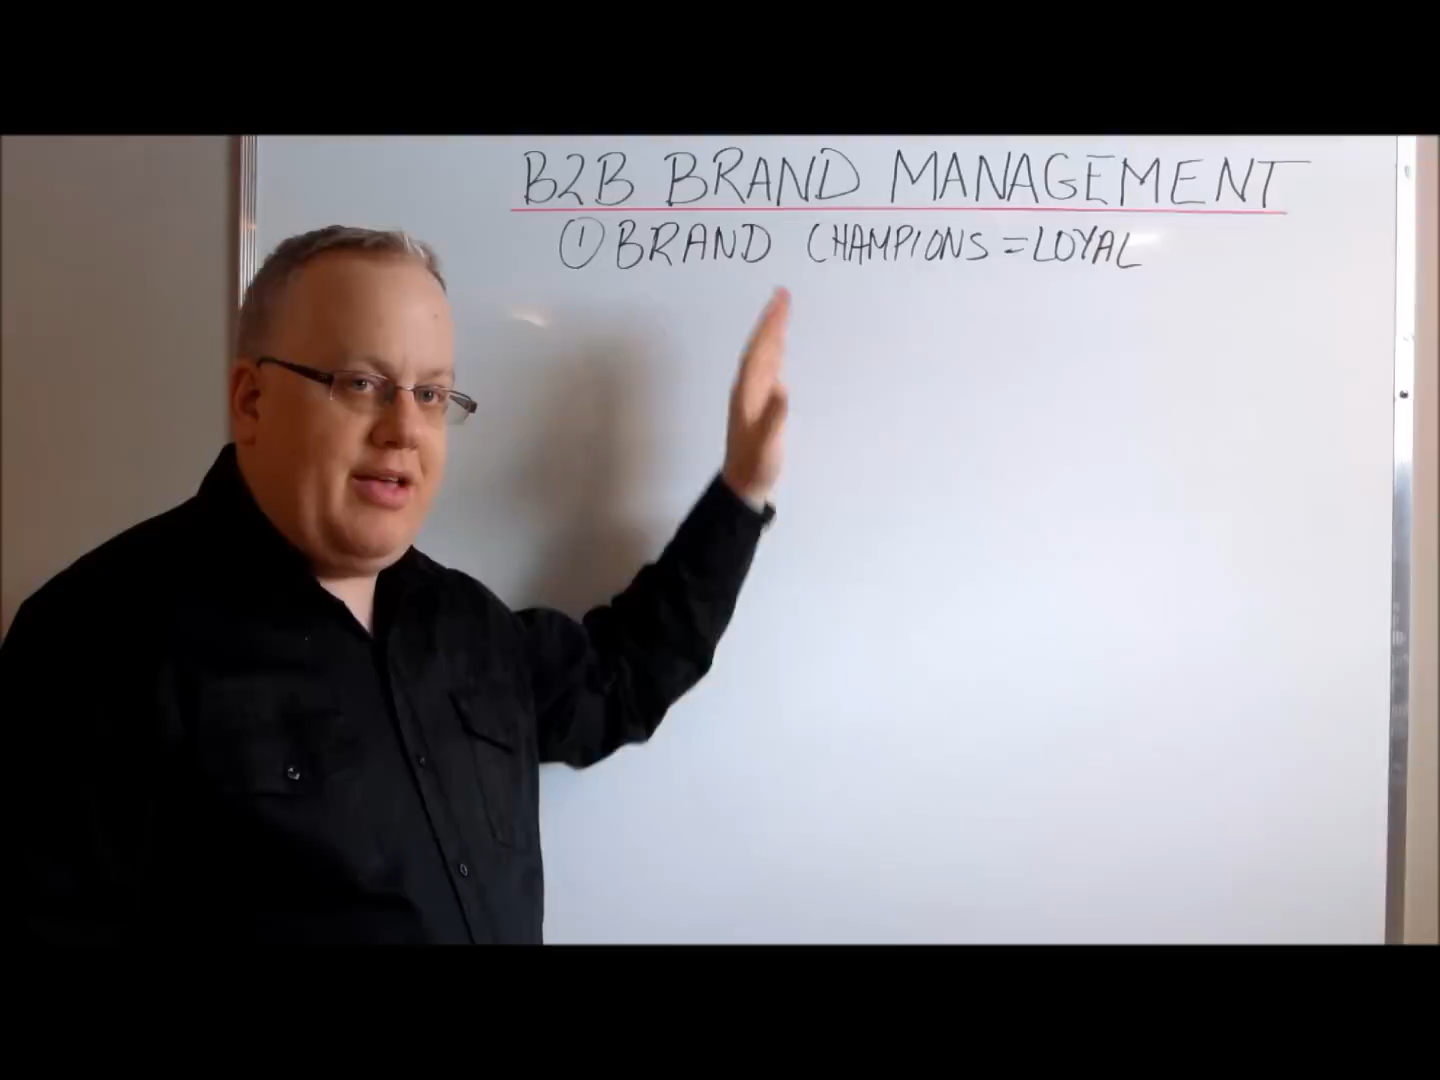 B2B BRAND MANAGEMENT
① BRAND CHAMPIONS = LOYAL